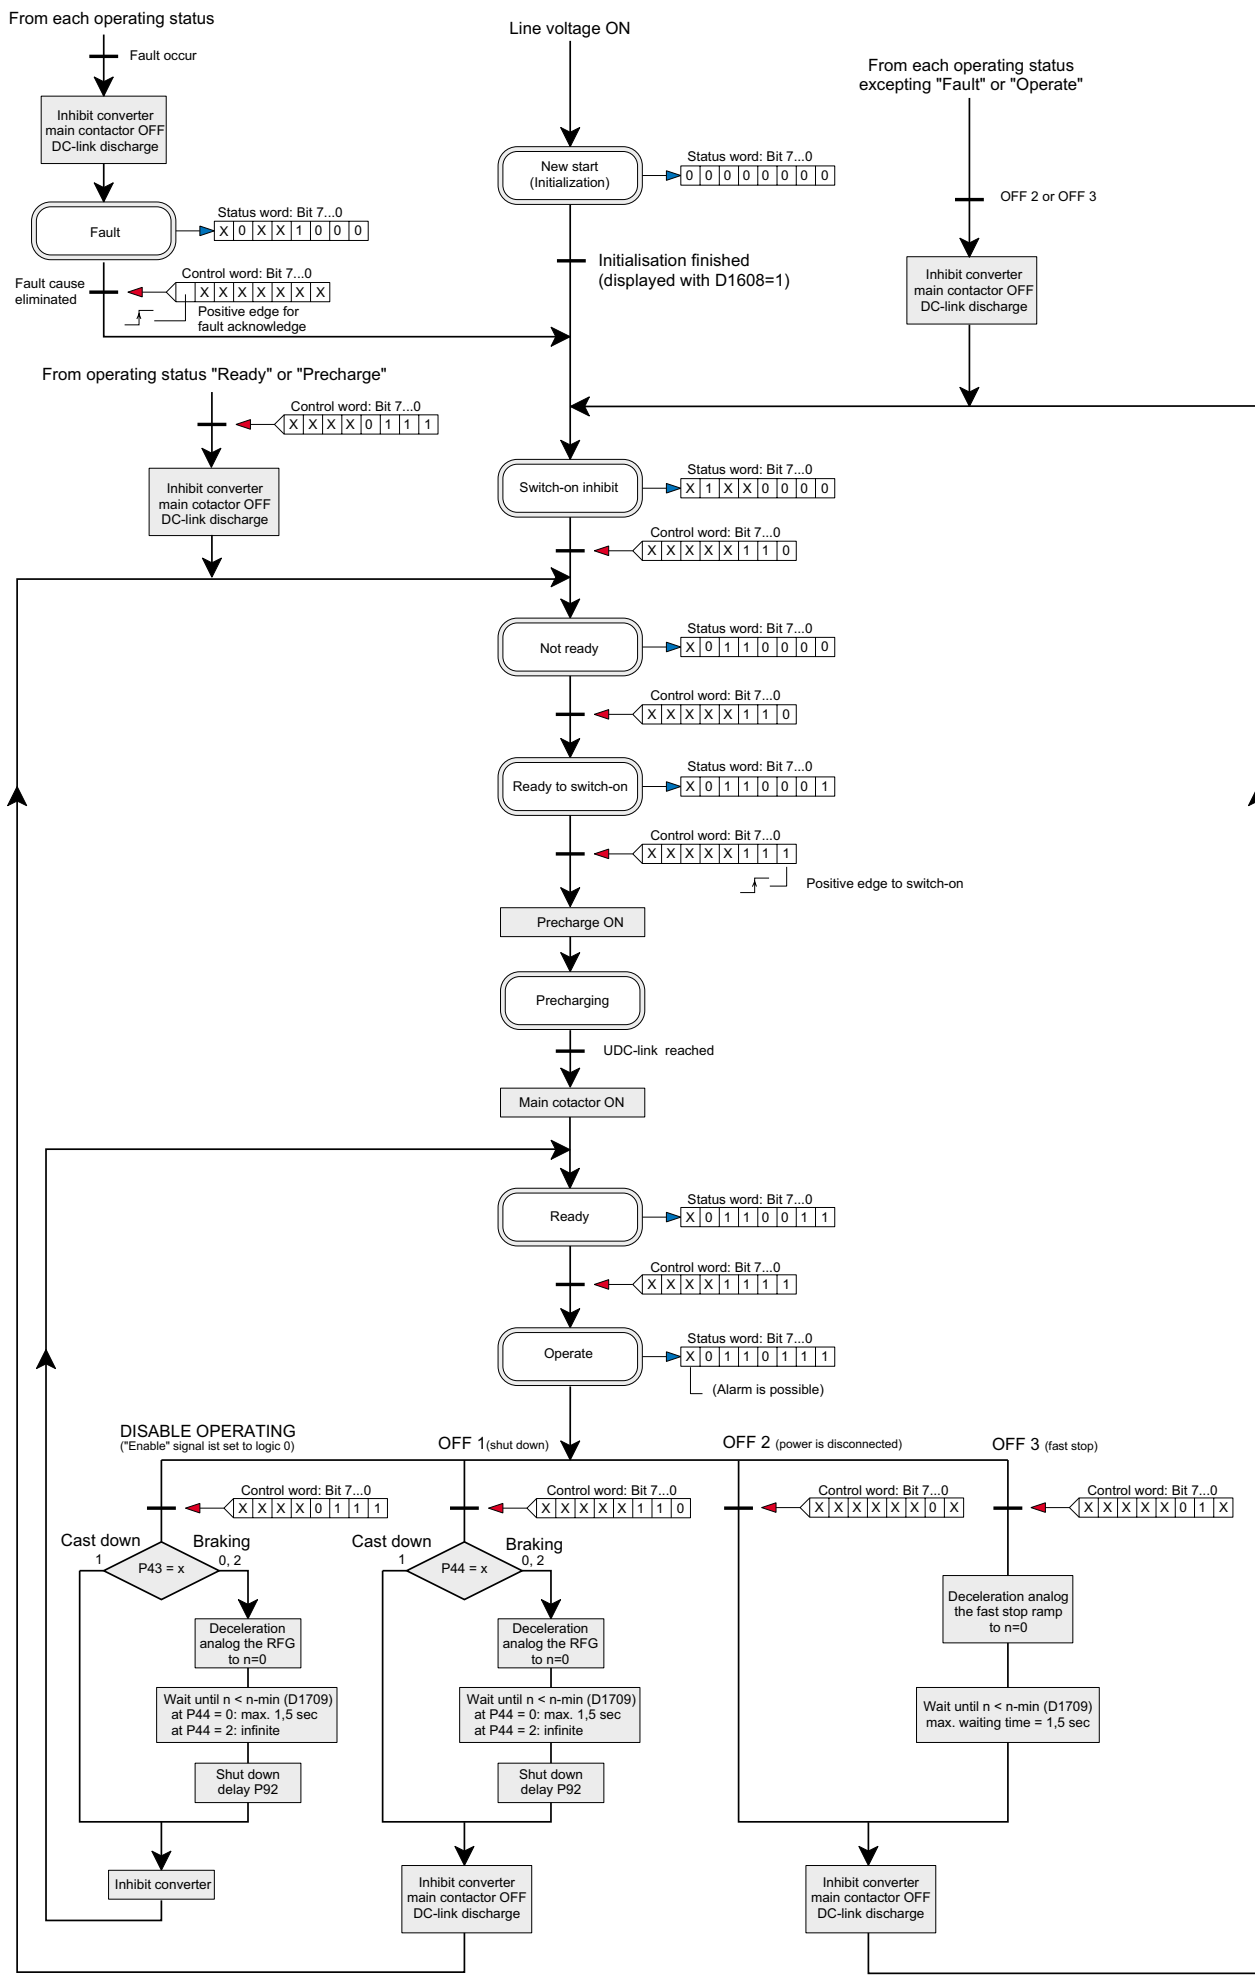 From each operating status
Fault occur
Inhibit converter
main contactor OFF
DC-link discharge
Fault
Status word: Bit 7...0
X 0 X X 1 0 0 0
Fault cause
eliminated
Control word: Bit 7...0
X X X X X X X
Positive edge for
fault acknowledge
Line voltage ON
New start
(Initialization)
Status word: Bit 7...0
0 0 0 0 0 0 0 0
Initialisation finished
(displayed with D1608=1)
From each operating status
excepting "Fault" or "Operate"
OFF 2 or OFF 3
Inhibit converter
main contactor OFF
DC-link discharge
From operating status "Ready" or "Precharge"
Control word: Bit 7...0
X X X X 0 1 1 1
Inhibit converter
main cotactor OFF
DC-link discharge
Switch-on inhibit
Status word: Bit 7...0
X 1 X X 0 0 0 0
Control word: Bit 7...0
X X X X X 1 1 0
Not ready
Status word: Bit 7...0
X 0 1 1 0 0 0 0
Control word: Bit 7...0
X X X X X 1 1 0
Ready to switch-on
Status word: Bit 7...0
X 0 1 1 0 0 0 1
Control word: Bit 7...0
X X X X X 1 1 1
Positive edge to switch-on
Precharge ON
Precharging
UDC-link reached
Main cotactor ON
Ready
Status word: Bit 7...0
X 0 1 1 0 0 1 1
Control word: Bit 7...0
X X X X 1 1 1 1
Operate
Status word: Bit 7...0
X 0 1 1 0 1 1 1
(Alarm is possible)
DISABLE OPERATING
("Enable" signal ist set to logic 0)
Control word: Bit 7...0
X X X X 0 1 1 1
Cast down
Braking
1
0, 2
P43 = x
Deceleration
analog the RFG
to n=0
Wait until n < n-min (D1709)
at P44 = 0: max. 1,5 sec
at P44 = 2: infinite
Shut down
delay P92
Inhibit converter
OFF 1 (shut down)
Control word: Bit 7...0
X X X X X 1 1 0
Cast down
Braking
1
0, 2
P44 = x
Deceleration
analog the RFG
to n=0
Wait until n < n-min (D1709)
at P44 = 0: max. 1,5 sec
at P44 = 2: infinite
Shut down
delay P92
Inhibit converter
main contactor OFF
DC-link discharge
OFF 2 (power is disconnected)
Control word: Bit 7...0
X X X X X X 0 X
OFF 3 (fast stop)
Control word: Bit 7...0
X X X X X 0 1 X
Deceleration analog
the fast stop ramp
to n=0
Wait until n < n-min (D1709)
max. waiting time = 1,5 sec
Inhibit converter
main contactor OFF
DC-link discharge